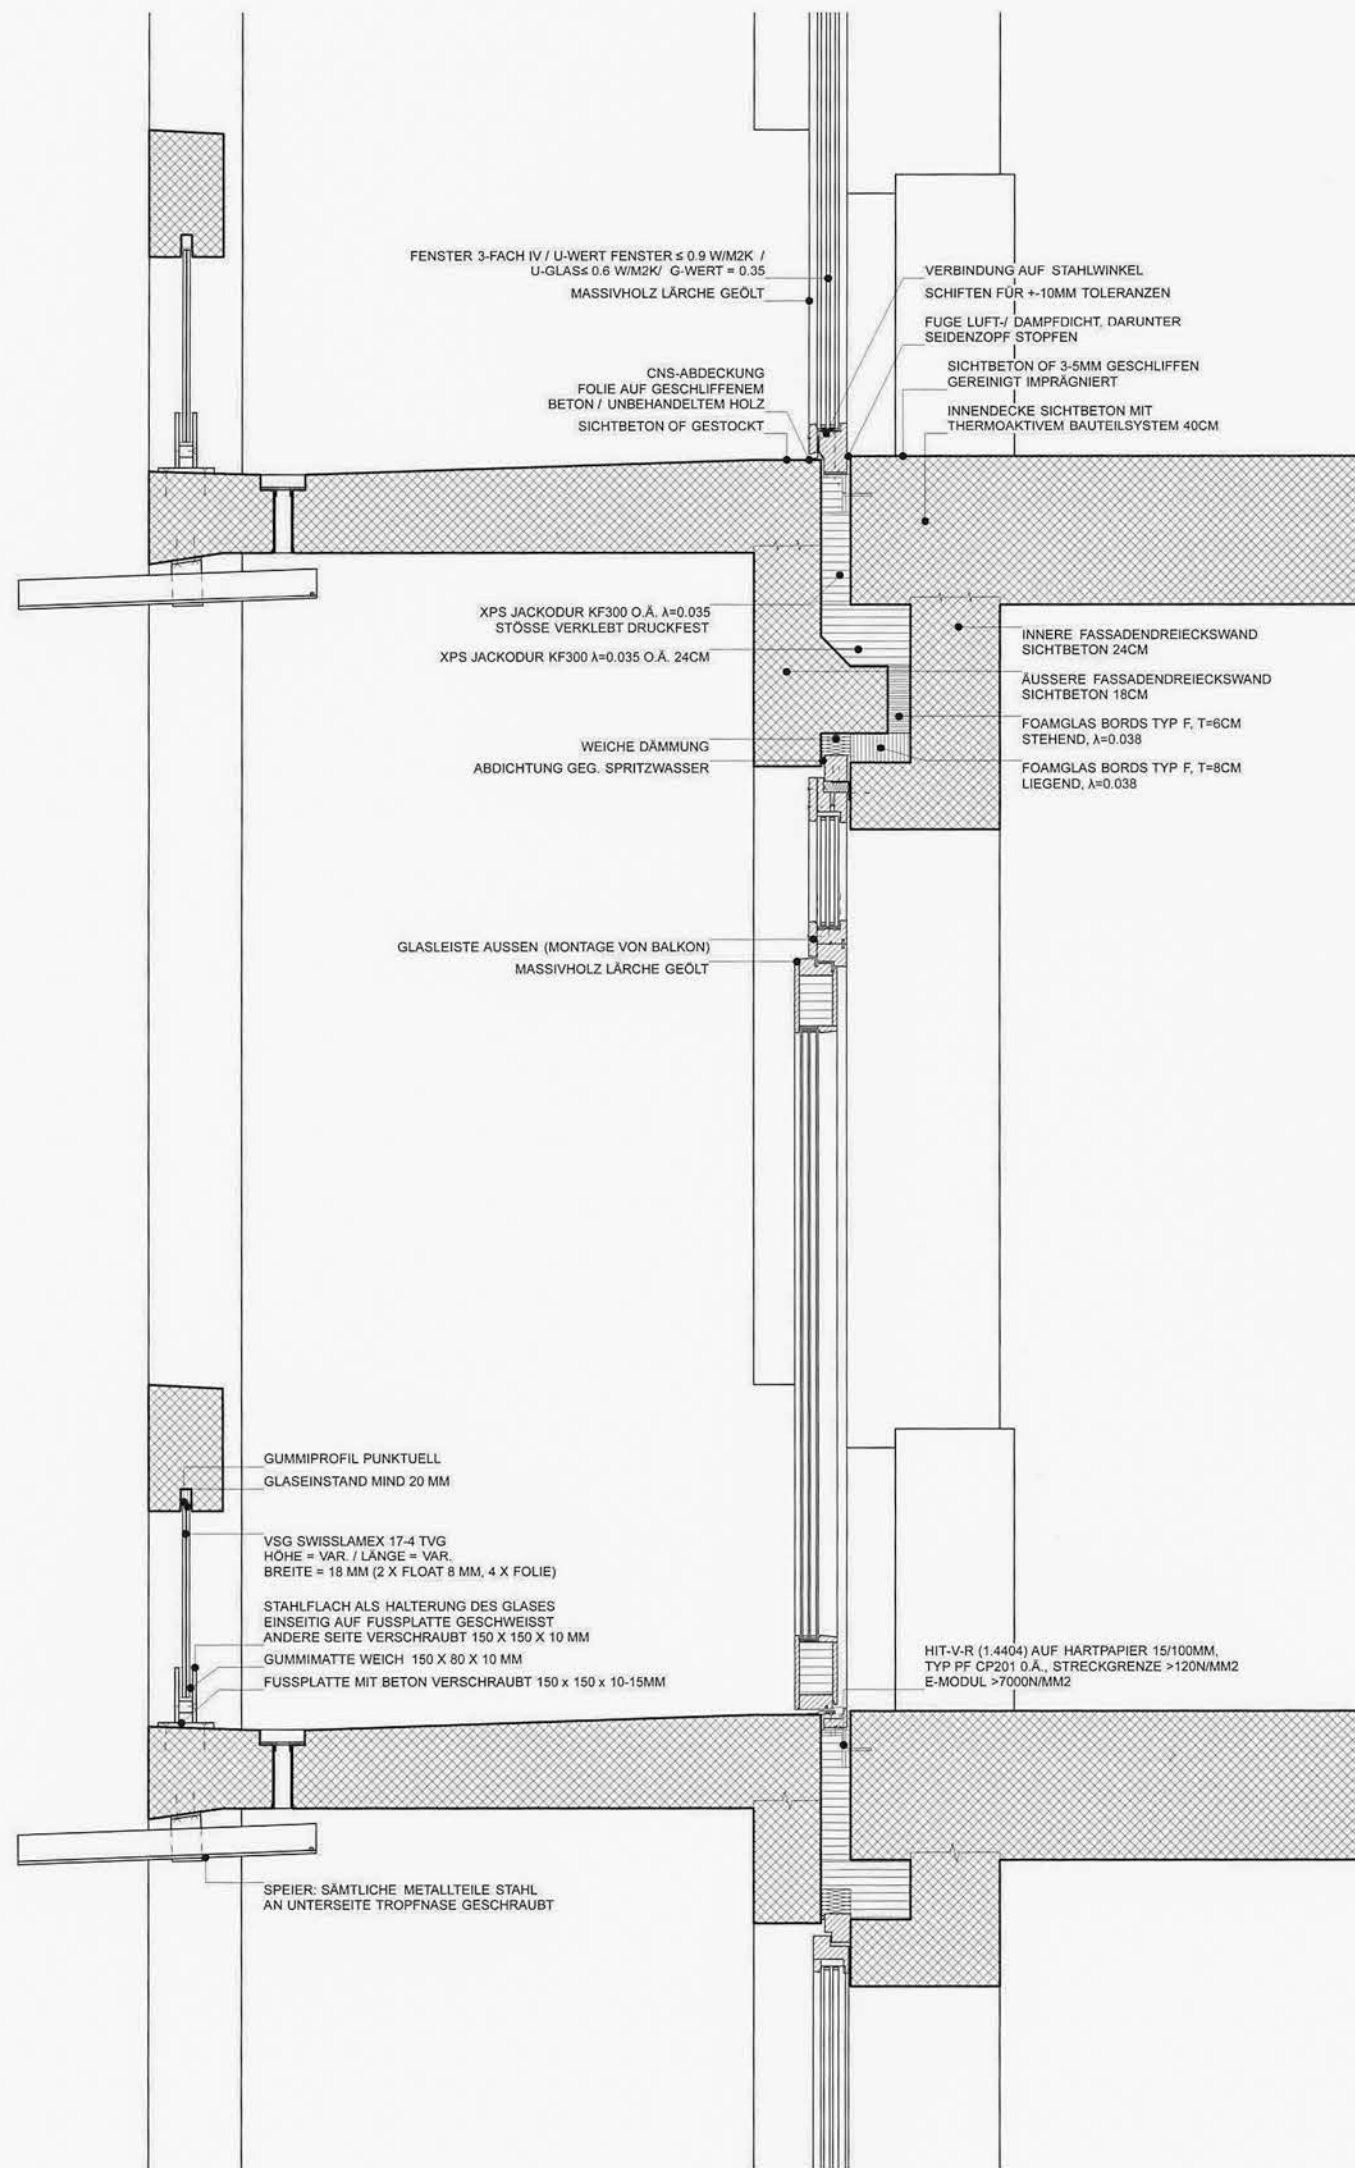 FENSTER 3-FACH IV / U-WERT FENSTER ≤ 0.9 W/M2K /
U-GLAS≤ 0.6 W/M2K/ G-WERT = 0.35
MASSIVHOLZ LÄRCHE GEÖLT
CNS-ABDECKUNG
FOLIE AUF GESCHLIFFENEM
BETON / UNBEHANDELTEM HOLZ
SICHTBETON OF GESTOCKT
VERBINDUNG AUF STAHLWINKEL
SCHIFTEN FÜR +-10MM TOLERANZEN
FUGE LUFT-/ DAMPFDICHT, DARUNTER
SEIDENZOPF STOPFEN
SICHTBETON OF 3-5MM GESCHLIFFEN
GEREINIGT IMPRÄGNIERT
INNENDECKE SICHTBETON MIT
THERMOAKTIVEM BAUTEILSYSTEM 40CM
XPS JACKODUR KF300 O.Ä. λ=0.035
STÖSSE VERKLEBT DRUCKFEST
XPS JACKODUR KF300 λ=0.035 O.Ä. 24CM
WEICHE DÄMMUNG
ABDICHTUNG GEG. SPRITZWASSER
INNERE FASSADENDREIECKSWAND
SICHTBETON 24CM
ÄUSSERE FASSADENDREIECKSWAND
SICHTBETON 18CM
FOAMGLAS BORDS TYP F, T=6CM
STEHEND, λ=0.038
FOAMGLAS BORDS TYP F, T=8CM
LIEGEND, λ=0.038
GLASLEISTE AUSSEN (MONTAGE VON BALKON)
MASSIVHOLZ LÄRCHE GEÖLT
GUMMIPROFIL PUNKTUELL
GLASEINSTAND MIND 20 MM
VSG SWISSLAMEX 17-4 TVG
HÖHE = VAR. / LÄNGE = VAR.
BREITE = 18 MM (2 X FLOAT 8 MM, 4 X FOLIE)
STAHLFLACH ALS HALTERUNG DES GLASES
EINSEITIG AUF FUSSPLATTE GESCHWEISST
ANDERE SEITE VERSCHRAUBT 150 X 150 X 10 MM
GUMMIMATTE WEICH 150 X 80 X 10 MM
FUSSPLATTE MIT BETON VERSCHRAUBT 150 x 150 x 10-15MM
HIT-V-R (1.4404) AUF HARTPAPIER 15/100MM,
TYP PF CP201 0.Ä., STRECKGRENZE >120N/MM2
E-MODUL >7000N/MM2
SPEIER: SÄMTLICHE METALLTEILE STAHL
AN UNTERSEITE TROPFNASE GESCHRAUBT